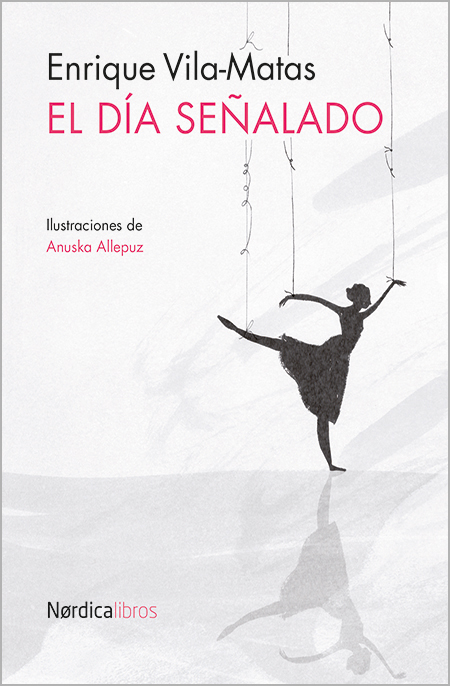 Enrique Vila-Matas
EL DÍA SEÑALADO
Ilustraciones de
Anuska Allepuz
Nørdicalibros